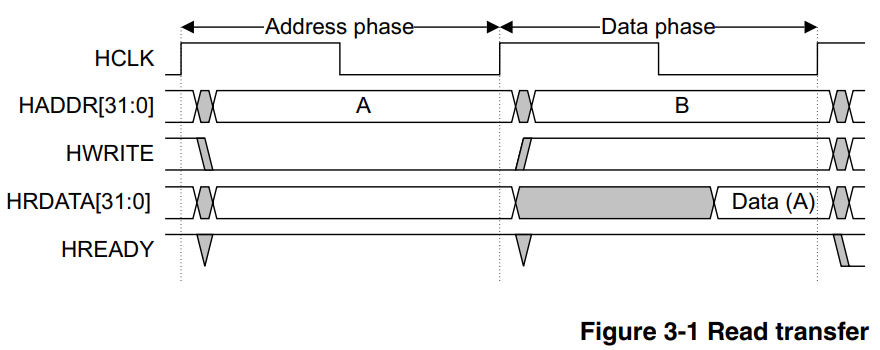 Address phase Data phase
HCLK
HADDR[31:0] A B
HWRITE
HRDATA[31:0] Data (A)
HREADY
Figure 3-1 Read transfer